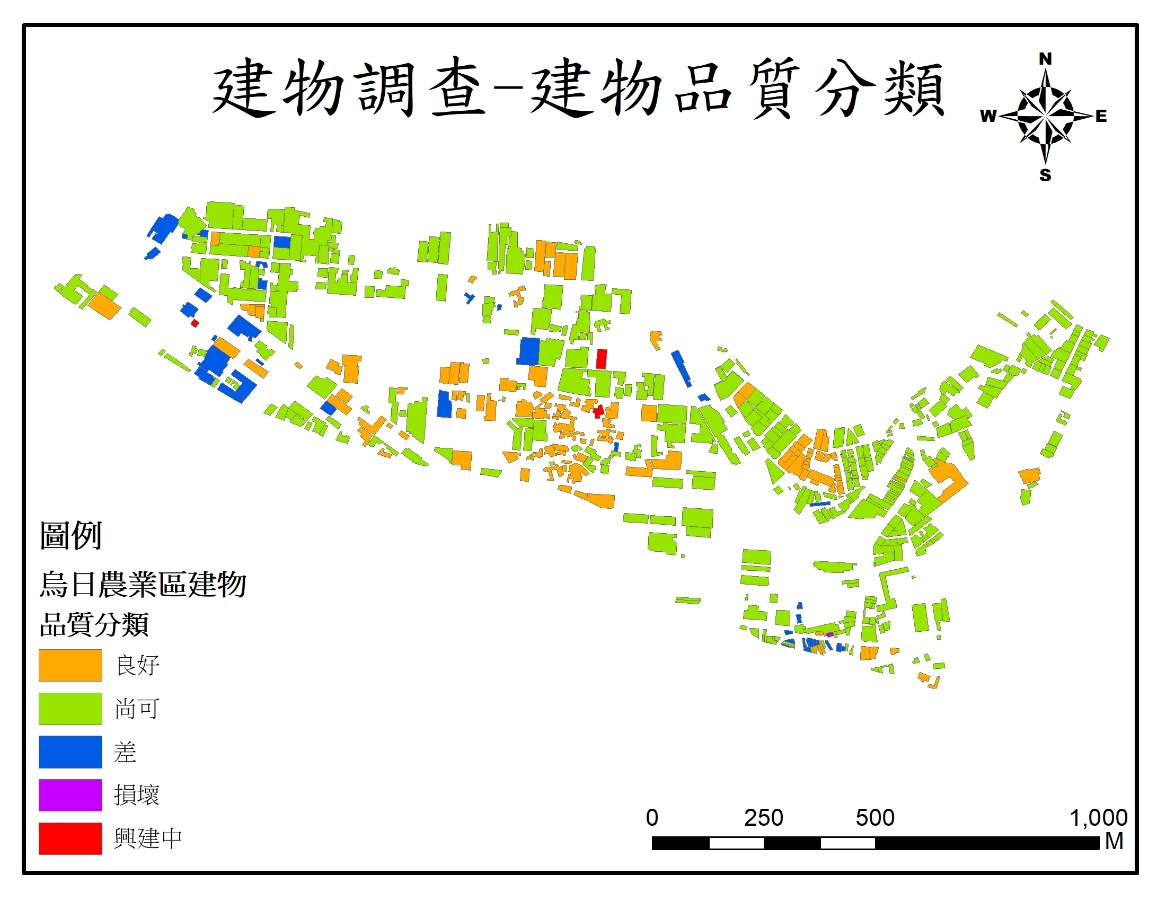 建物調查-建物品質分類
N
W E
S
圖例
烏日農業區建物
品質分類
良好
尚可
差
損壞
興建中
0 250 500 1,000
M